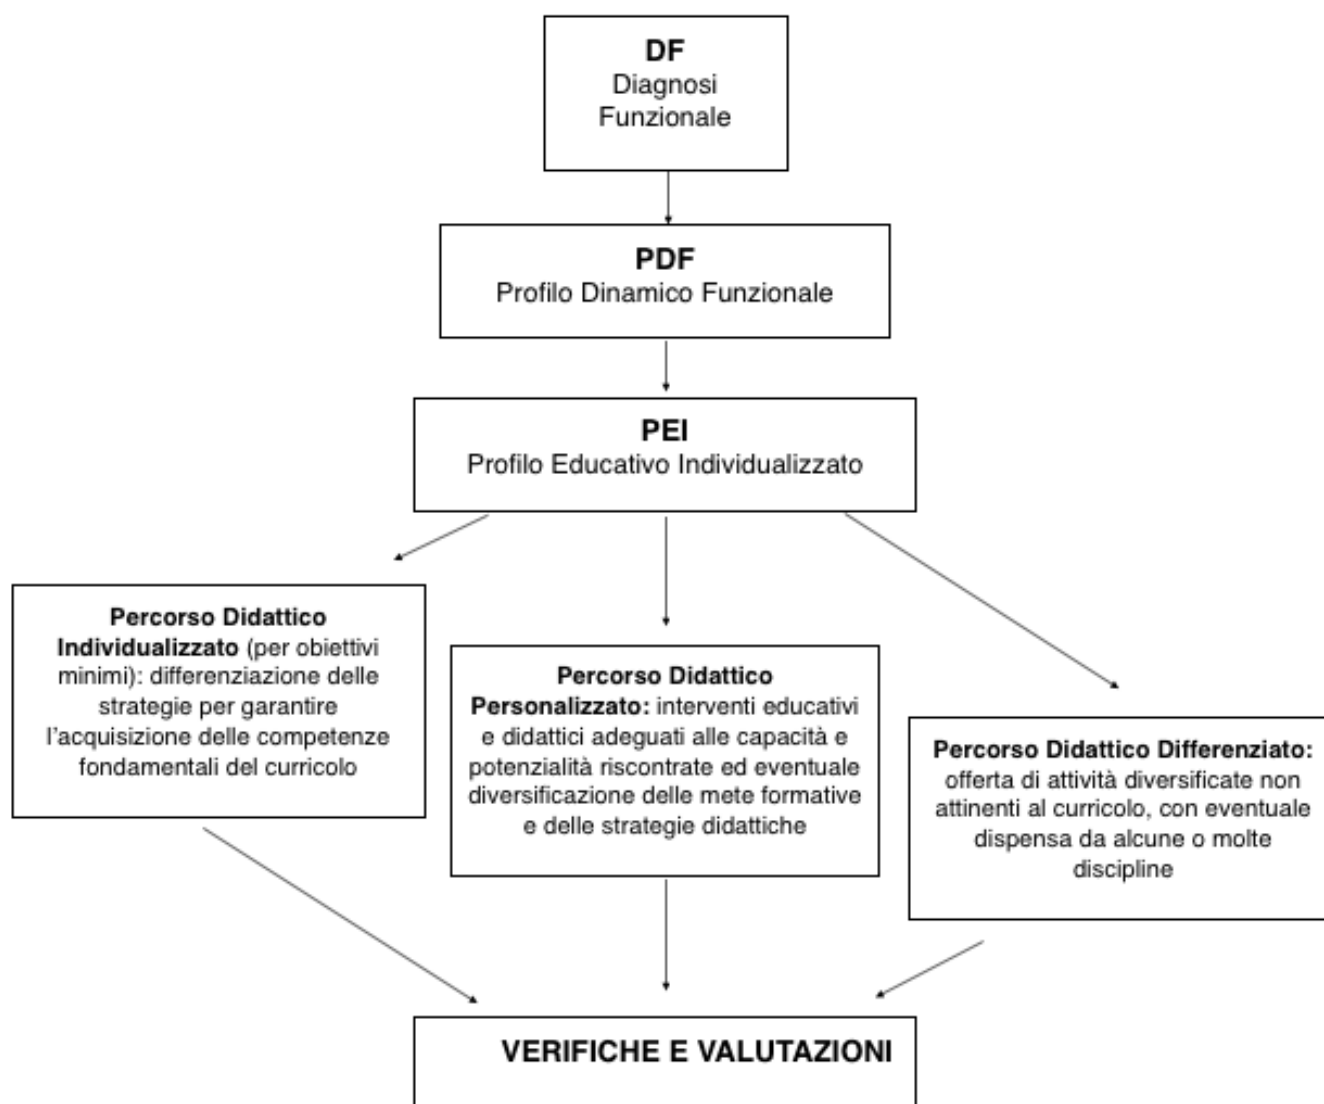 DF
Diagnosi
Funzionale
PDF
Profilo Dinamico Funzionale
PEI
Profilo Educativo Individualizzato
Percorso Didattico
Individualizzato (per obiettivi
minimi): differenziazione delle
strategie per garantire
l'acquisizione delle competenze
fondamentali del curricolo
Percorso Didattico
Personalizzato: interventi educativi
e didattici adeguati alle capacità e
potenzialità riscontrate ed eventuale
diversificazione delle mete formative
e delle strategie didattiche
Percorso Didattico Differenziato:
offerta di attività diversificate non
attinenti al curricolo, con eventuale
dispensa da alcune o molte
discipline
VERIFICHE E VALUTAZIONI